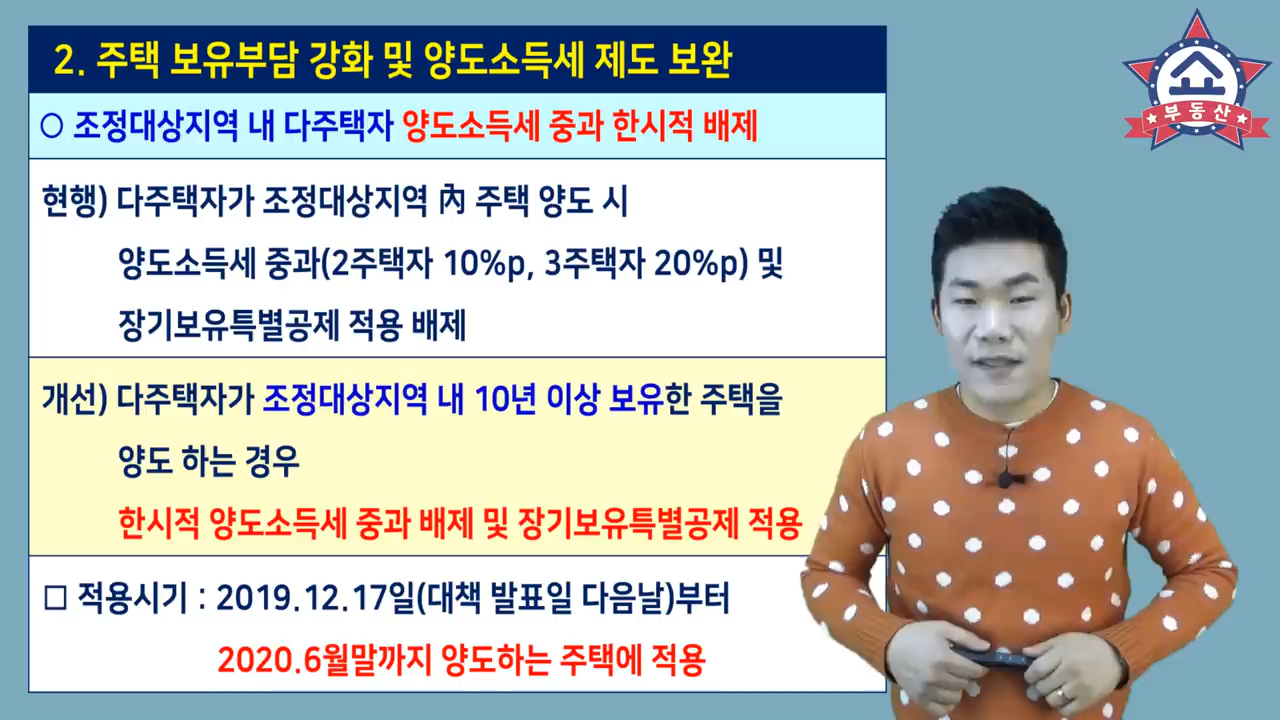 2. 주택 보유부담 강화 및 양도소득세 제도 보완
○ 조정대상지역 내 다주택자 양도소득세 중과 한시적 배제
현행) 다주택자가 조정대상지역 內 주택 양도 시
양도소득세 중과(2주택자 10%p, 3주택자 20%p) 및
장기보유특별공제 적용 배제
개선) 다주택자가 조정대상지역 내 10년 이상 보유한 주택을
양도 하는 경우
한시적 양도소득세 중과 배제 및 장기보유특별공제 적용
□ 적용시기 : 2019.12.17일(대책 발표일 다음날)부터
2020.6월말까지 양도하는 주택에 적용
쇼
부동산